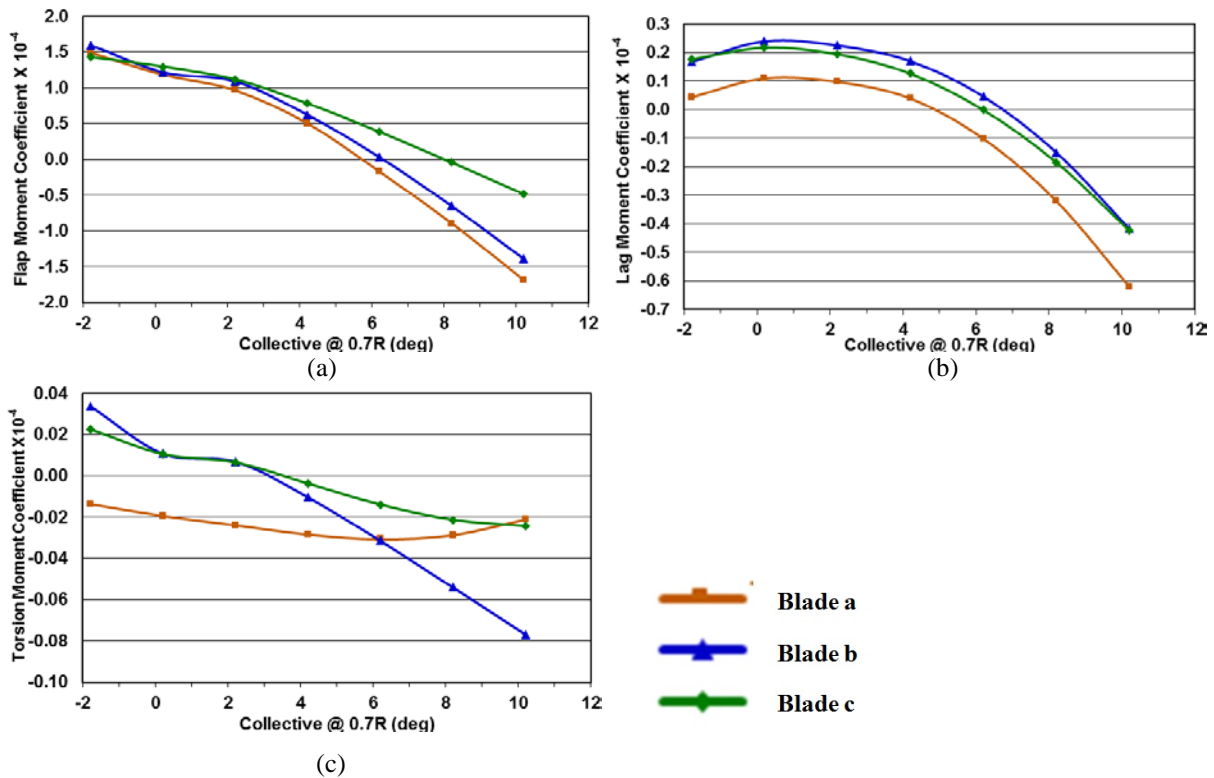 2.0
1.5
1.0
0.5
0.0
-0.5
-1.0
-1.5
-2.0
Flap Moment Coefficient X 10⁻⁴
-2 0 2 4 6 8 10 12
Collective @ 0.7R (deg)
(a)
0.3
0.2
0.1
0.0
-0.1
-0.2
-0.3
-0.4
-0.5
-0.6
-0.7
Lag Moment Coefficient X 10⁻⁴
-2 0 2 4 6 8 10 12
Collective @ 0.7R (deg)
(b)
0.04
0.02
0.00
-0.02
-0.04
-0.06
-0.08
-0.10
Torsion Moment Coefficient X10⁻⁴
-2 0 2 4 6 8 10 12
Collective @ 0.7R (deg)
(c)
Blade a
Blade b
Blade c